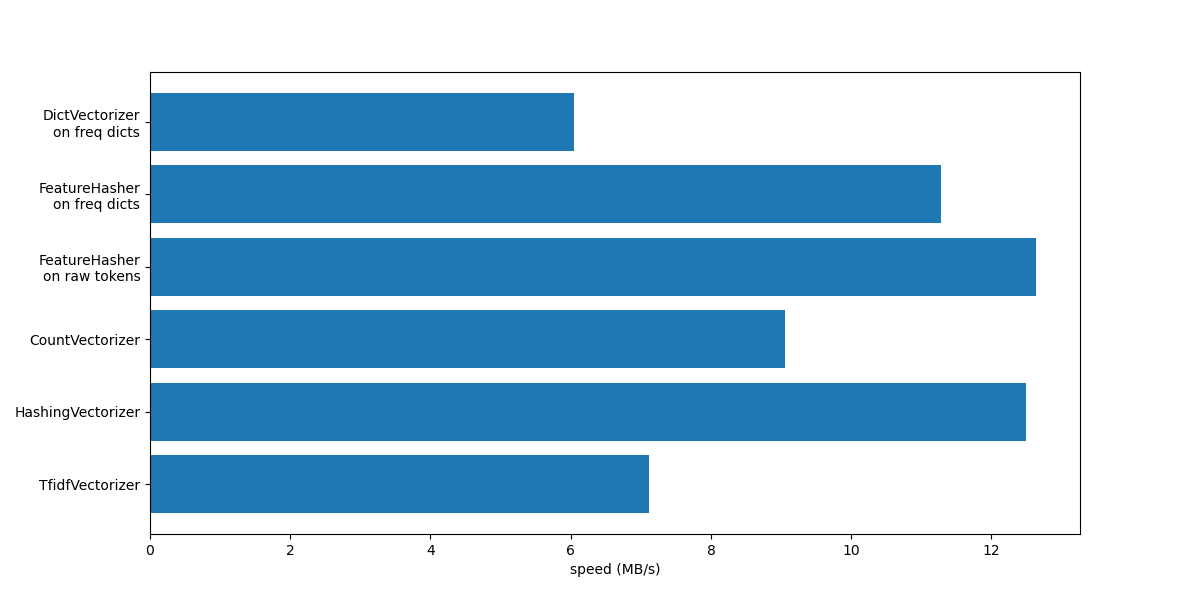 DictVectorizer
on freq dicts
FeatureHasher
on freq dicts
FeatureHasher
on raw tokens
CountVectorizer
HashingVectorizer
TfidfVectorizer
0 2 4 6 8 10 12
speed (MB/s)